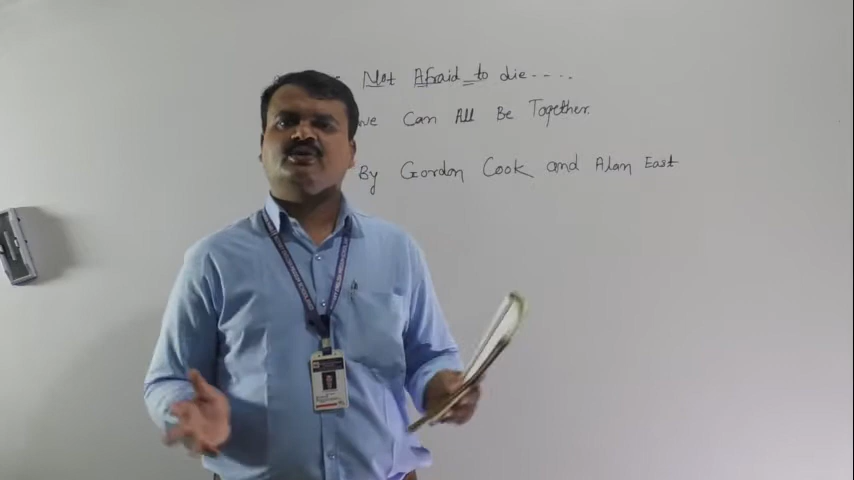 Not Afraid to die.....
we Can All Be Together.
By Gordon Cook and Alan East